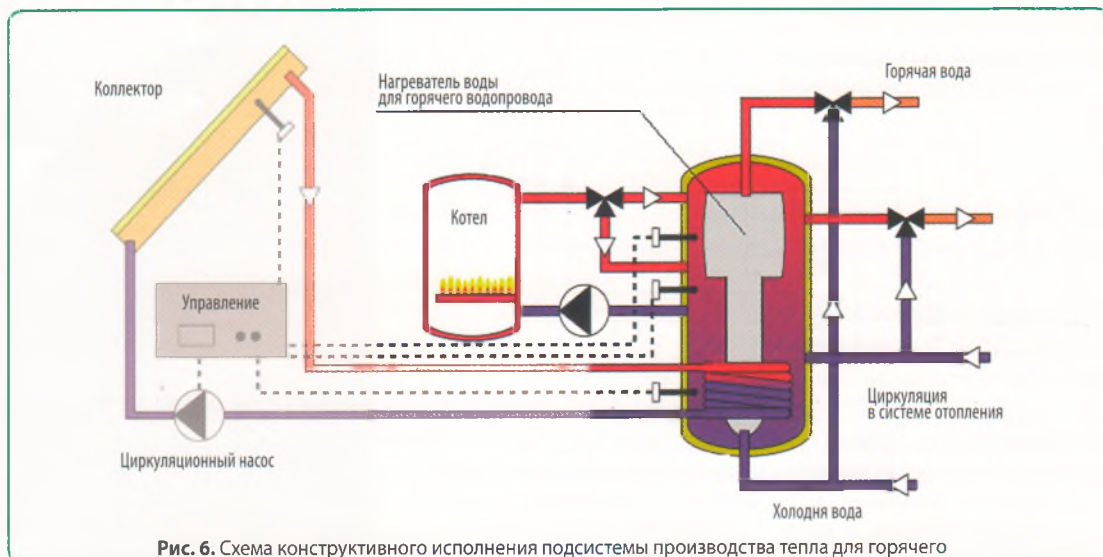 Коллектор
Нагреватель воды
для горячего водопровода
Горячая вода
Котел
Управление
Циркуляция
в системе отопления
Циркуляционный насос
Холодня вода
Рис. 6. Схема конструктивного исполнения подсистемы производства тепла для горячего